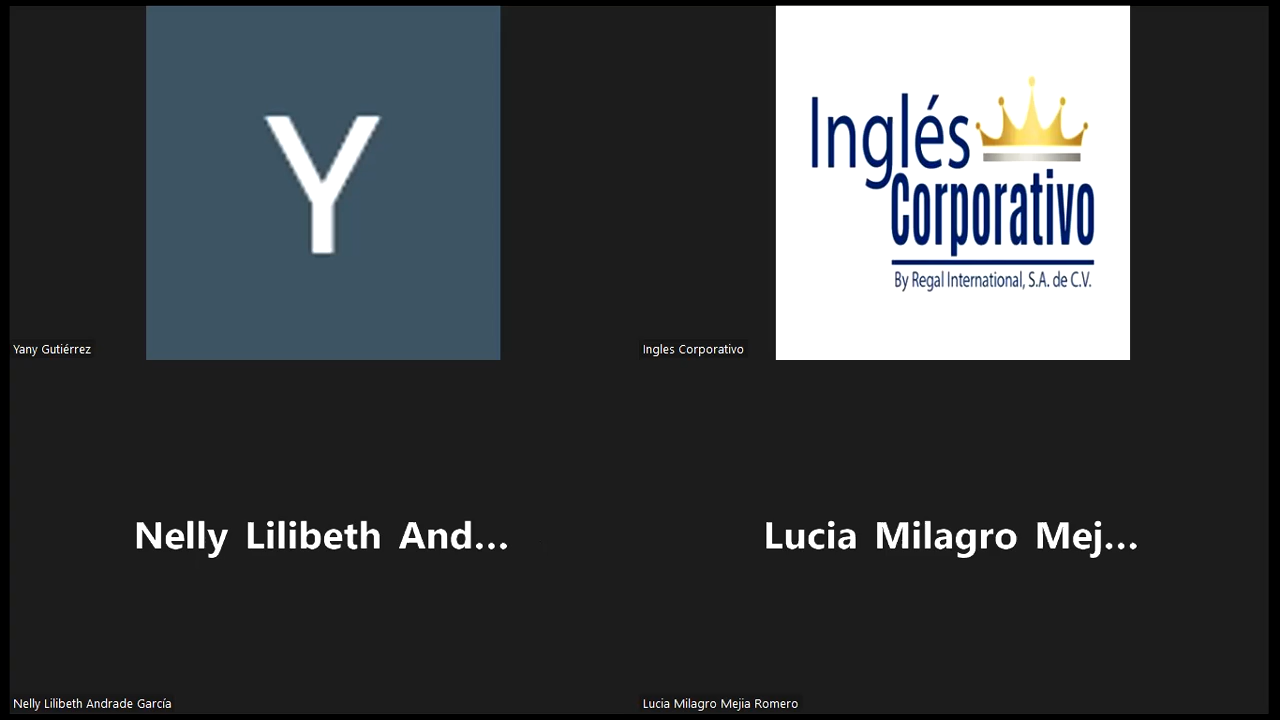 Y
Yany Gutiérrez
Inglés
Corporativo
By Regal International, S.A. de C.V.
Ingles Corporativo
Nelly Lilibeth And...
Nelly Lilibeth Andrade García
Lucia Milagro Mej...
Lucia Milagro Mejia Romero